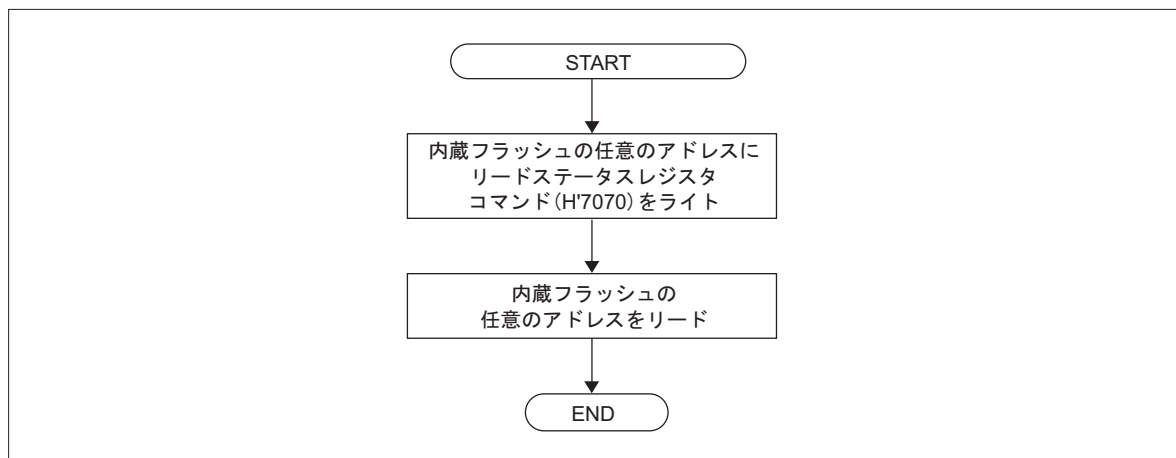 START
内蔵フラッシュの任意のアドレスに
リードステータスレジスタ
コマンド(H'7070)をライト
内蔵フラッシュの
任意のアドレスをリード
END